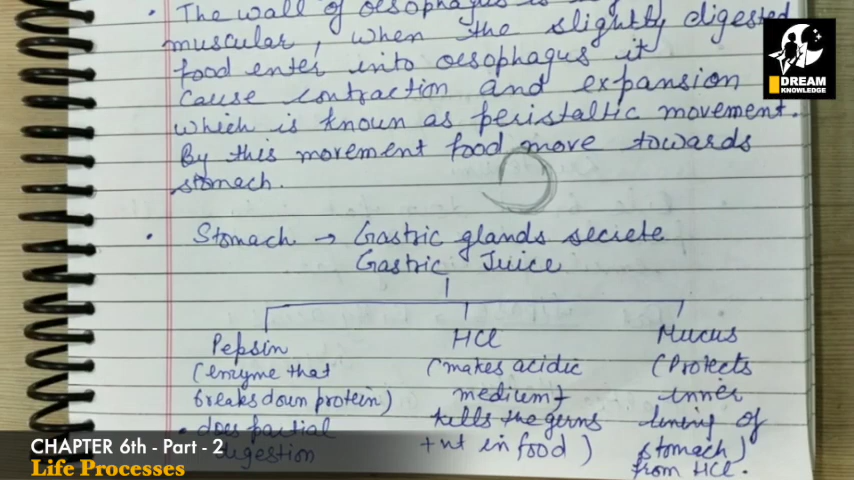 • The wall of oesophagus is
muscular, when the slightly digested
food enter into oesophagus it
cause contraction and expansion
which is known as peristaltic movement.
By this movement food move towards
stomach.
• Stomach → Gastric glands secrete
Gastric Juice
Pepsin
(enzyme that
breaks down protein)
• does partial
digestion
HCl
(makes acidic
medium +
kills the germs
+nt in food)
Mucus
(Protects
inner
lining of
stomach)
from HCl.
DREAM
KNOWLEDGE
CHAPTER 6th - Part - 2
Life Processes